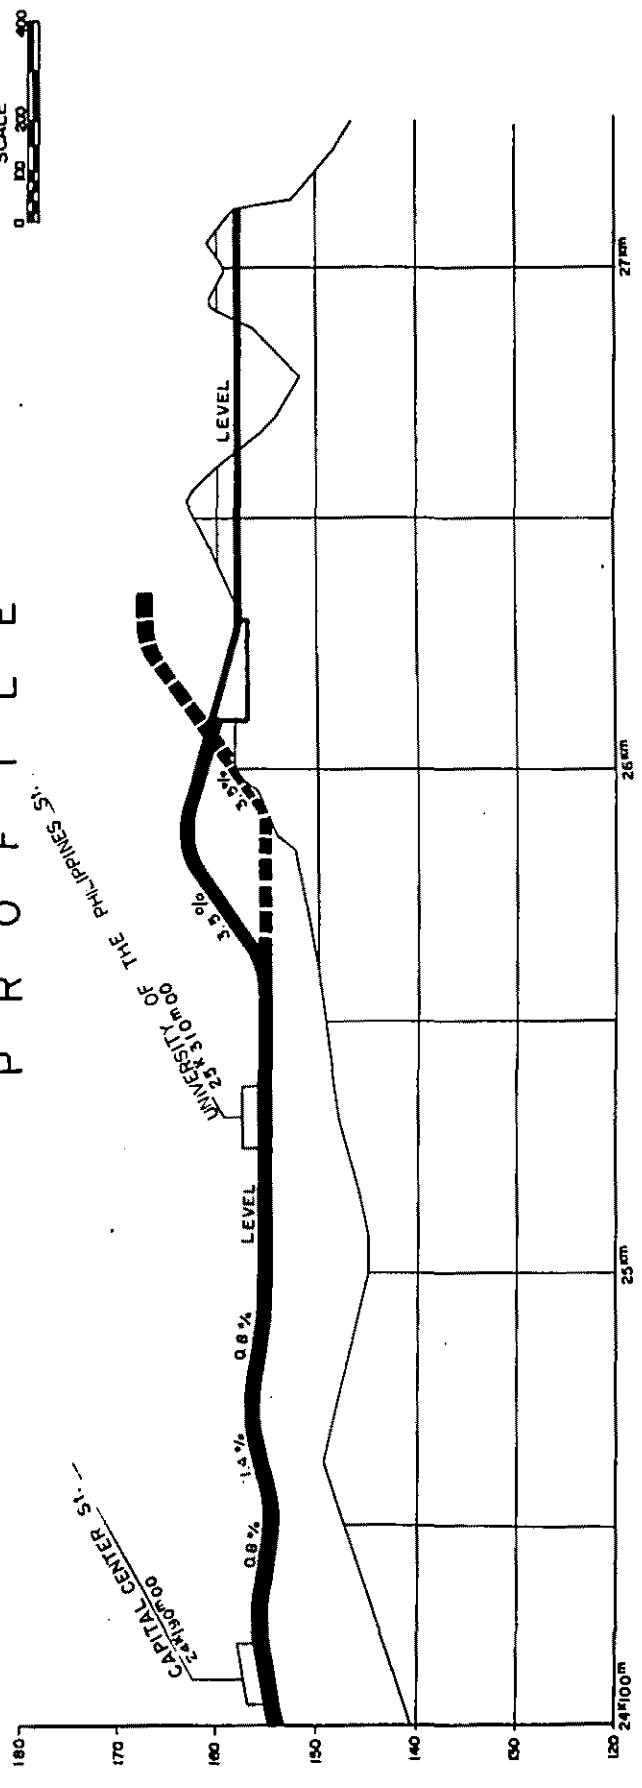 PROFILE
SCALE
0 100 200 400
CAPITAL CENTER St.
24K190m00
UNIVERSITY OF THE PHILIPPINES St.
25K310m00
0.8%
1.4%
0.8%
LEVEL
3.5%
3.5%
LEVEL
180
170
160
150
140
130
120
24K100m
25km
26km
27km